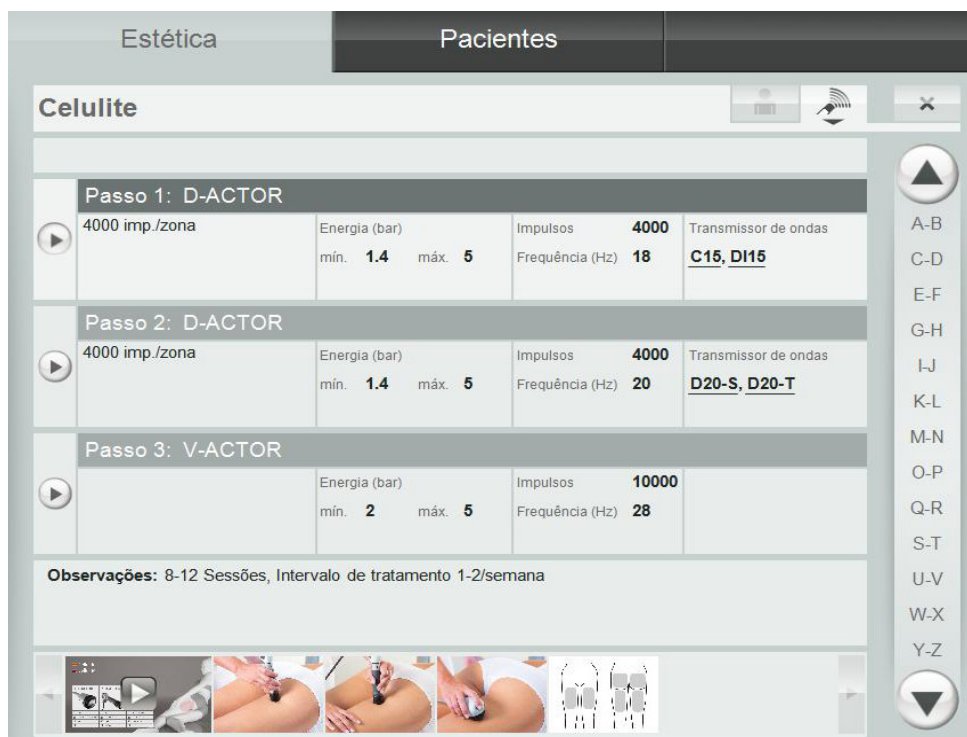 Estética
Pacientes
Celulite
Passo 1: D-ACTOR
4000 imp./zona
Energia (bar)
mín. 1.4 máx. 5
Impulsos 4000
Frequência (Hz) 18
Transmissor de ondas
C15, DI15
Passo 2: D-ACTOR
4000 imp./zona
Energia (bar)
mín. 1.4 máx. 5
Impulsos 4000
Frequência (Hz) 20
Transmissor de ondas
D20-S, D20-T
Passo 3: V-ACTOR
Energia (bar)
mín. 2 máx. 5
Impulsos 10000
Frequência (Hz) 28
Observações: 8-12 Sessões, Intervalo de tratamento 1-2/semana
A-B
C-D
E-F
G-H
I-J
K-L
M-N
O-P
Q-R
S-T
U-V
W-X
Y-Z